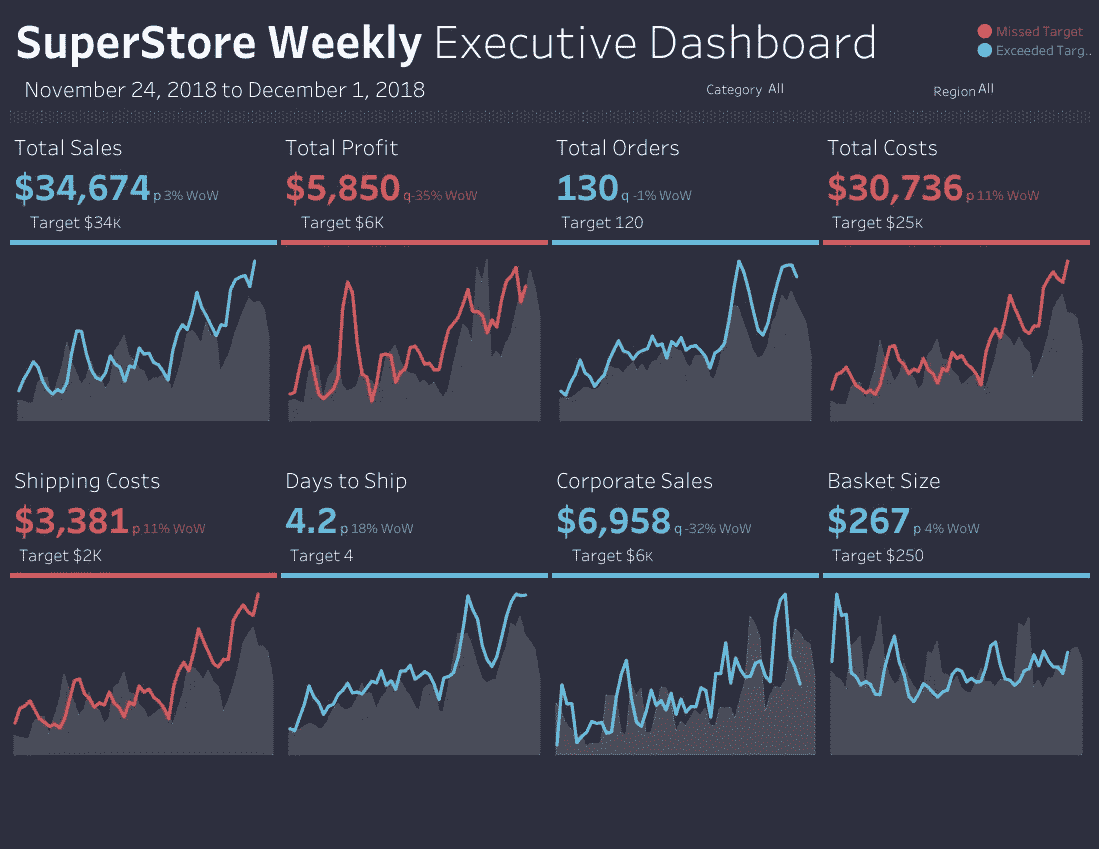 SuperStore Weekly Executive Dashboard
Missed Target
Exceeded Targ..
November 24, 2018 to December 1, 2018
Category All
Region All
Total Sales
$34,674 p 3% WoW
Target $34K
Total Profit
$5,850 q -35% WoW
Target $6K
Total Orders
130 q -1% WoW
Target 120
Total Costs
$30,736 p 11% WoW
Target $25K
Shipping Costs
$3,381 p 11% WoW
Target $2K
Days to Ship
4.2 p 18% WoW
Target 4
Corporate Sales
$6,958 q -32% WoW
Target $6K
Basket Size
$267 p 4% WoW
Target $250